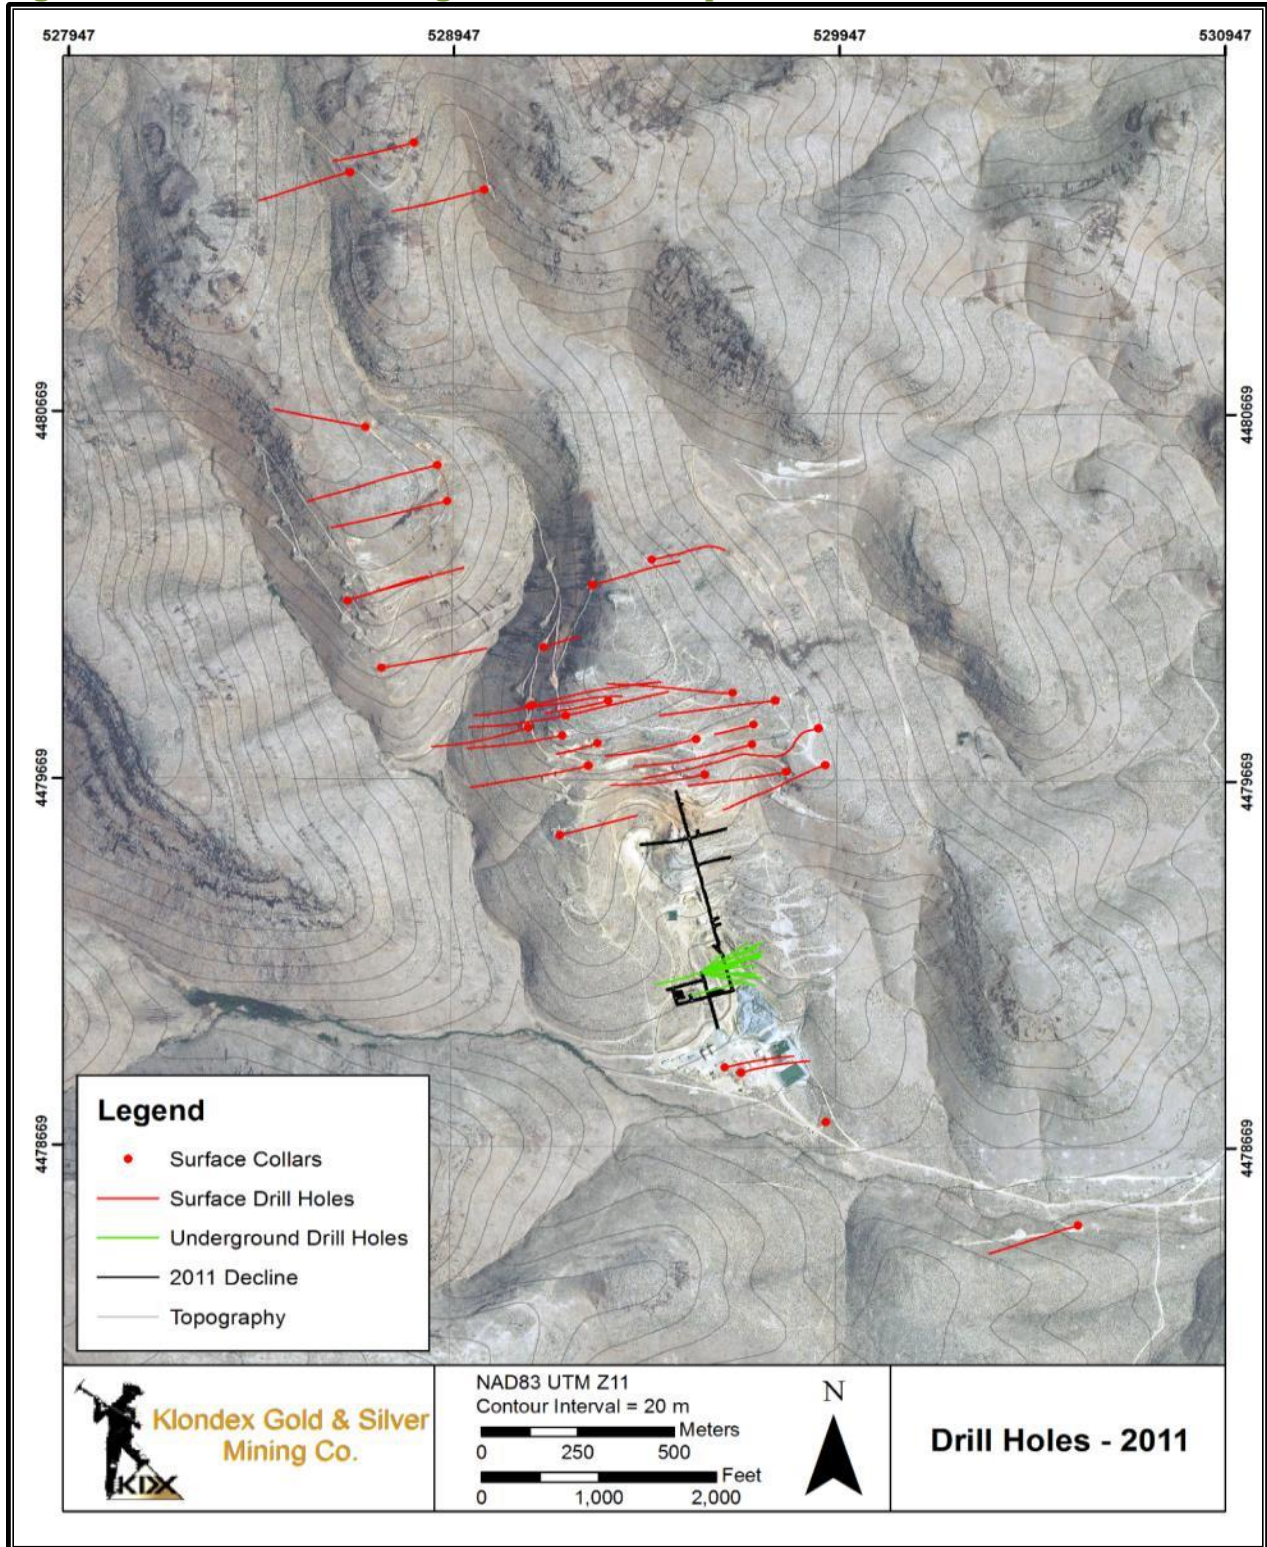 527947 528947 529947 530947
4480669 4480669
4479669 4479669
4478669 4478669
Legend
Surface Collars
Surface Drill Holes
Underground Drill Holes
2011 Decline
Topography
KDX
Klondex Gold & Silver
Mining Co.
NAD83 UTM Z11
Contour Interval = 20 m
Meters
0 250 500
Feet
0 1,000 2,000
N
Drill Holes - 2011